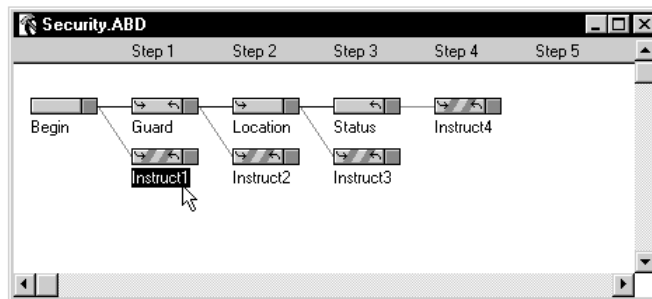 Security.ABD
Step 1 Step 2 Step 3 Step 4 Step 5
Begin Guard Location Status Instruct4
Instruct1 Instruct2 Instruct3